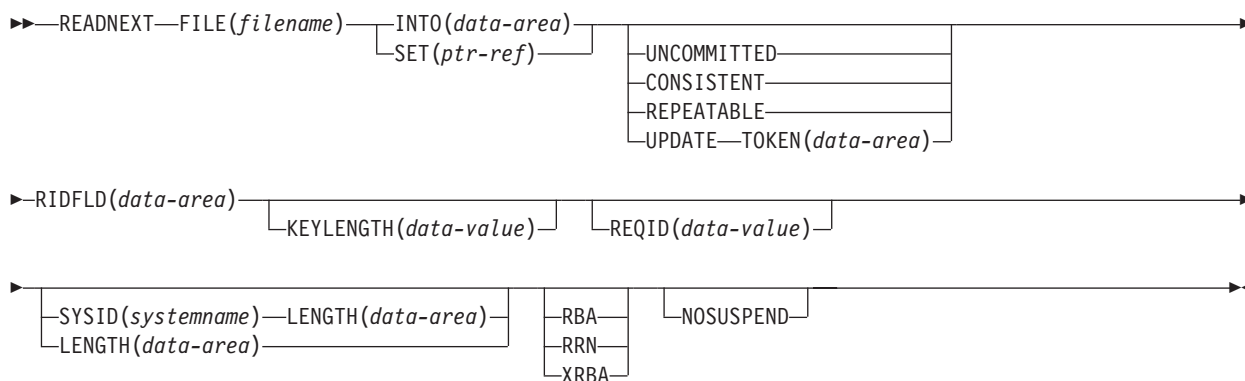 READNEXT FILE(filename) INTO(data-area)
SET(ptr-ref)
UNCOMMITTED
CONSISTENT
REPEATABLE
UPDATE TOKEN(data-area)
RIDFLD(data-area)
KEYLENGTH(data-value)
REQID(data-value)
SYSID(systemname) LENGTH(data-area)
LENGTH(data-area)
RBA
RRN
XRBA
NOSUSPEND